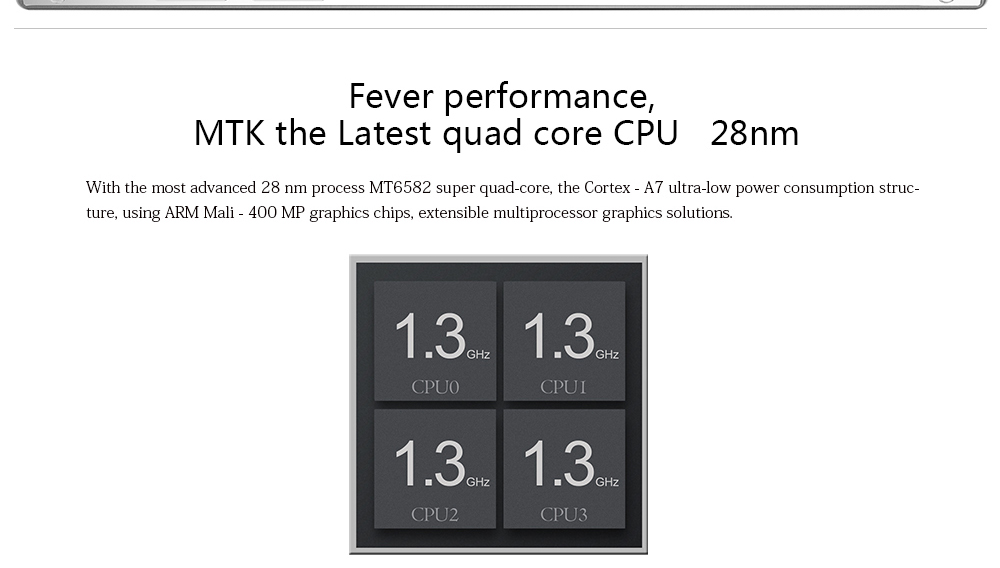 Fever performance,
MTK the Latest quad core CPU 28nm
With the most advanced 28 nm process MT6582 super quad-core, the Cortex - A7 ultra-low power consumption struc-
ture, using ARM Mali - 400 MP graphics chips, extensible multiprocessor graphics solutions.
1.3GHz 1.3GHz
CPU0 CPU1
1.3GHz 1.3GHz
CPU2 CPU3